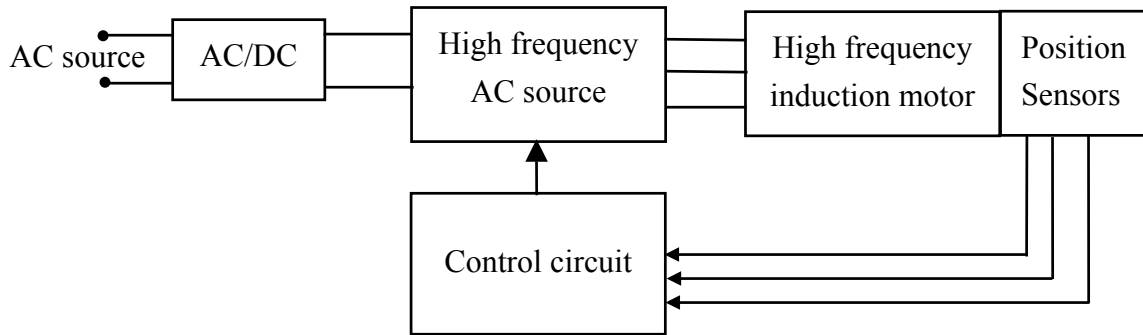 AC source
AC/DC
High frequency
AC source
High frequency
induction motor
Position
Sensors
Control circuit